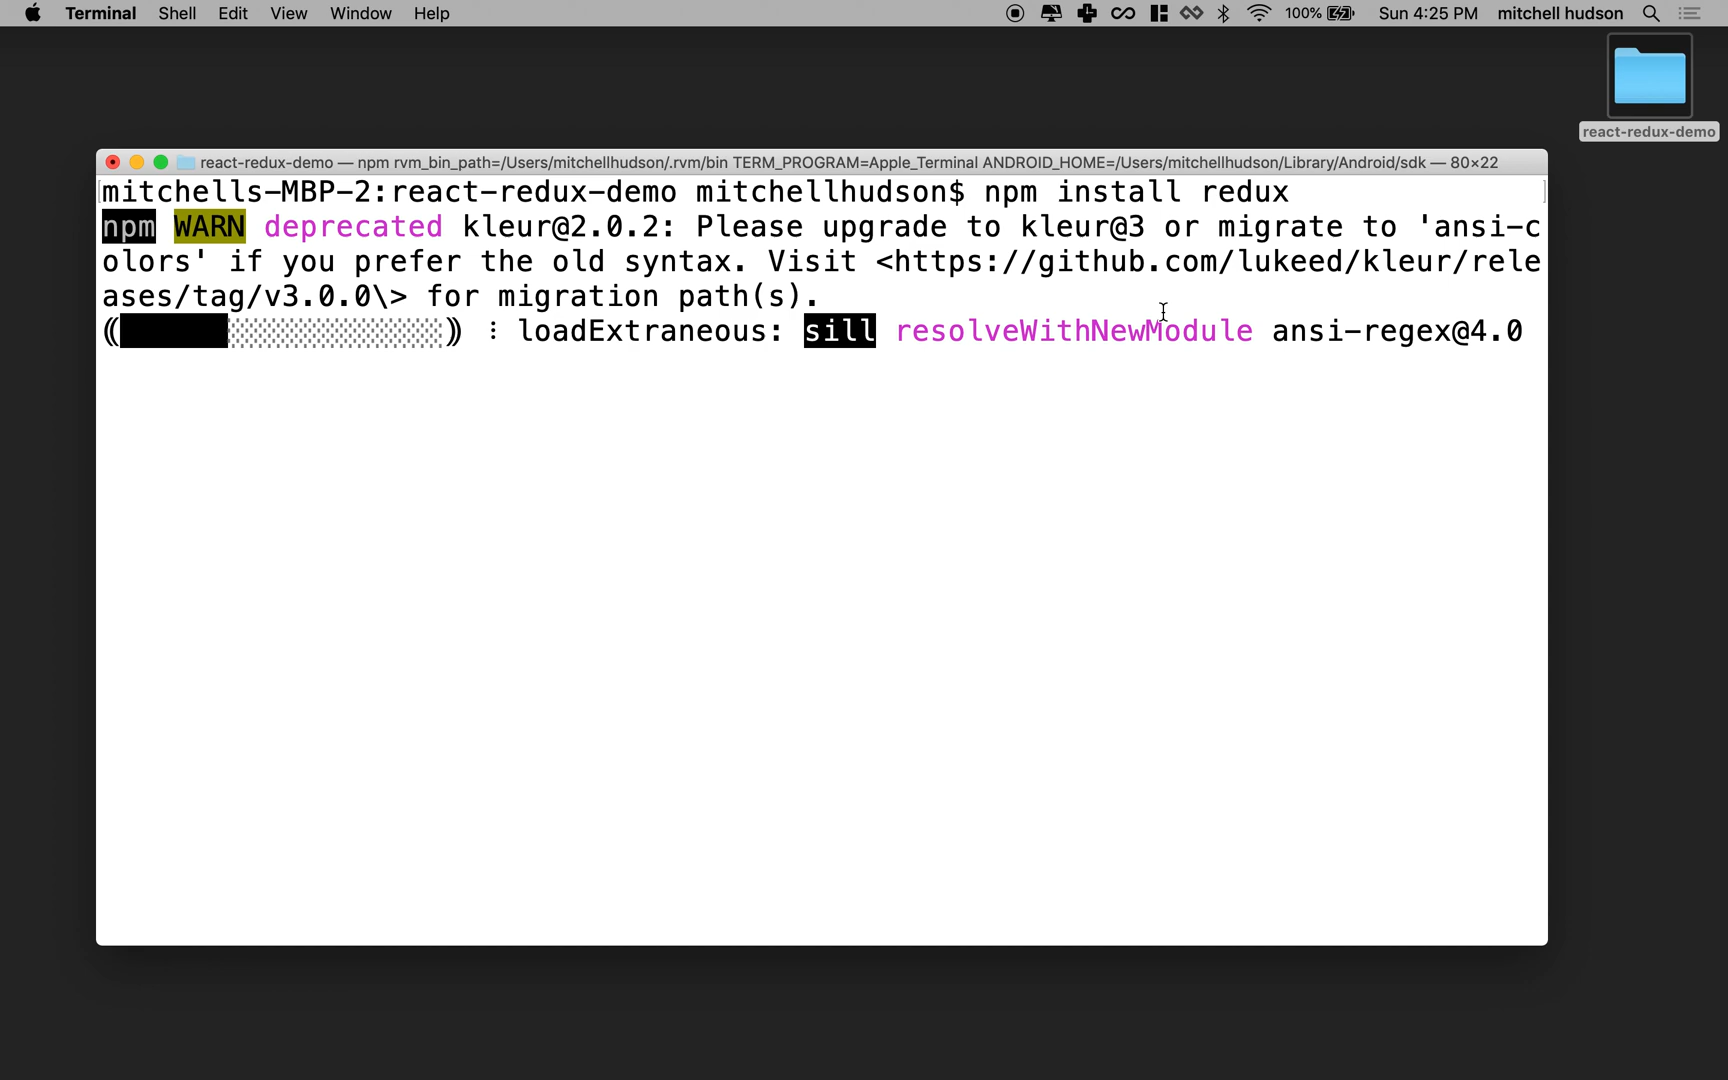 Terminal Shell Edit View Window Help 100% Sun 4:25 PM mitchell hudson
react-redux-demo
react-redux-demo — npm rvm_bin_path=/Users/mitchellhudson/.rvm/bin TERM_PROGRAM=Apple_Terminal ANDROID_HOME=/Users/mitchellhudson/Library/Android/sdk — 80×22
mitchells-MBP-2:react-redux-demo mitchellhudson$ npm install redux
npm WARN deprecated kleur@2.0.2: Please upgrade to kleur@3 or migrate to 'ansi-c
olors' if you prefer the old syntax. Visit <https://github.com/lukeed/kleur/rele
ases/tag/v3.0.0\> for migration path(s).
⸨██████░░░░░░░░░░░░⸩ ⫶ loadExtraneous: sill resolveWithNewModule ansi-regex@4.0